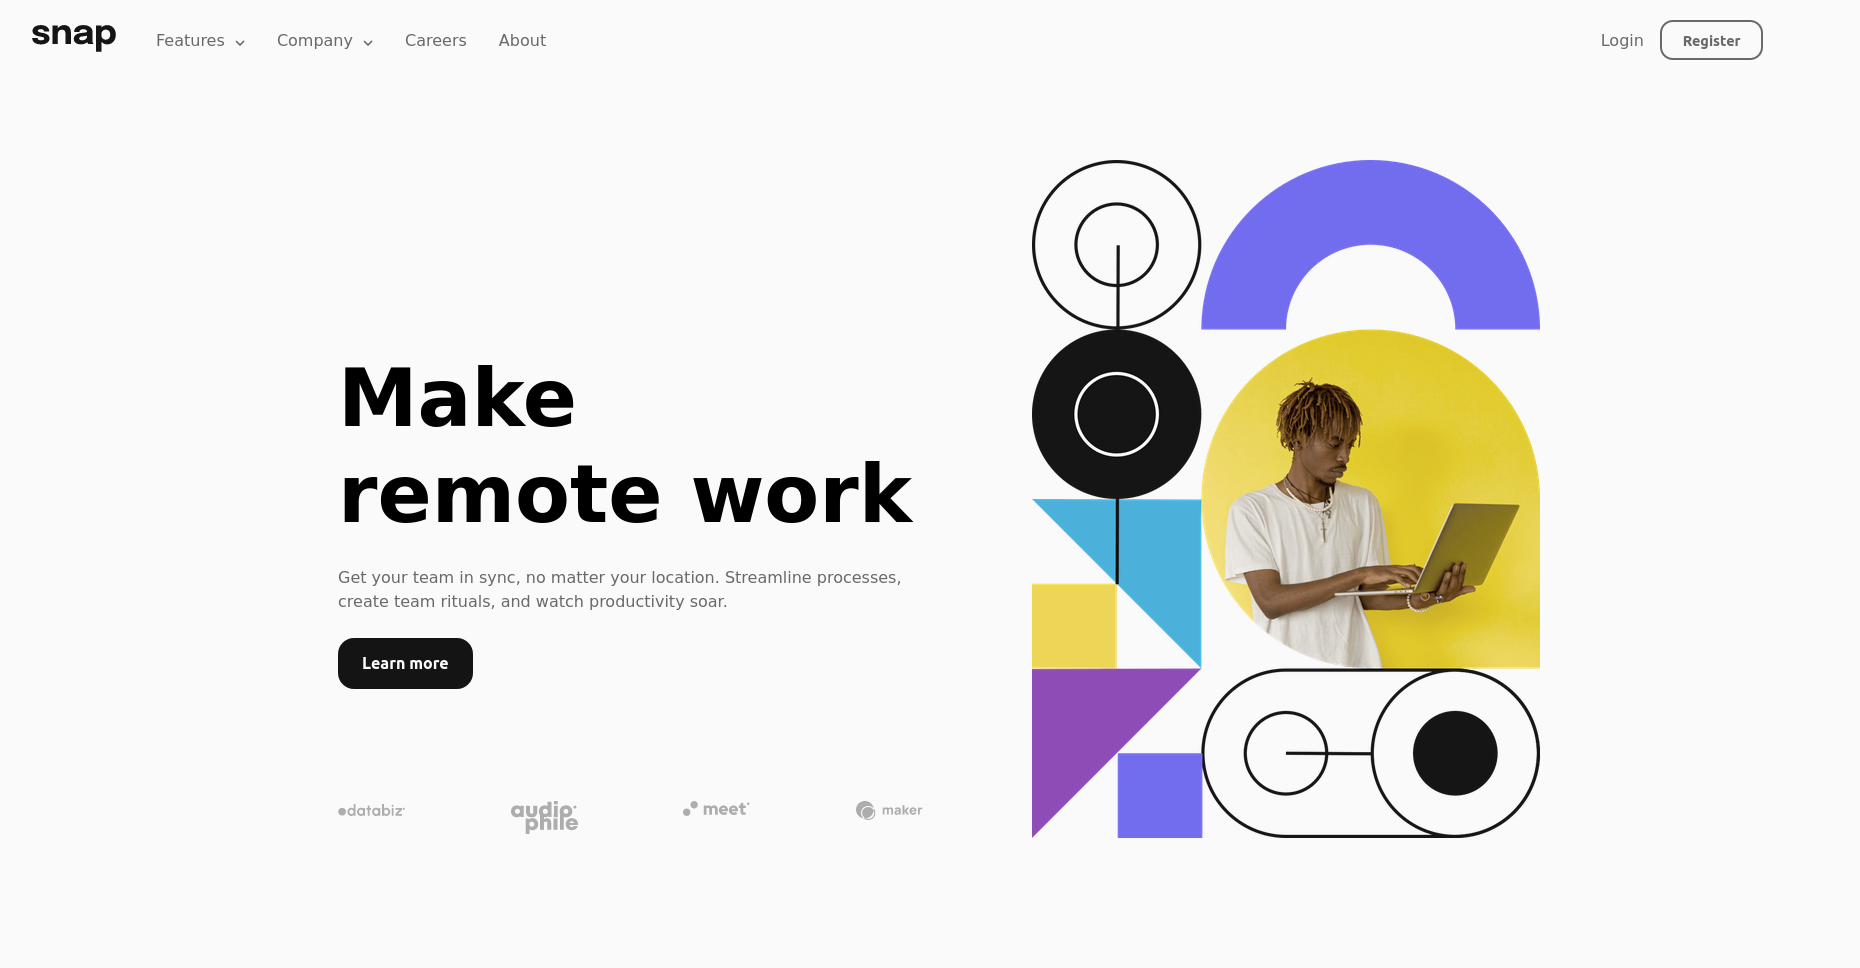 snap
Features
Company
Careers
About
Login
Register
Make
remote work
Get your team in sync, no matter your location. Streamline processes,
create team rituals, and watch productivity soar.
Learn more
databiz
audiophile
meet
maker